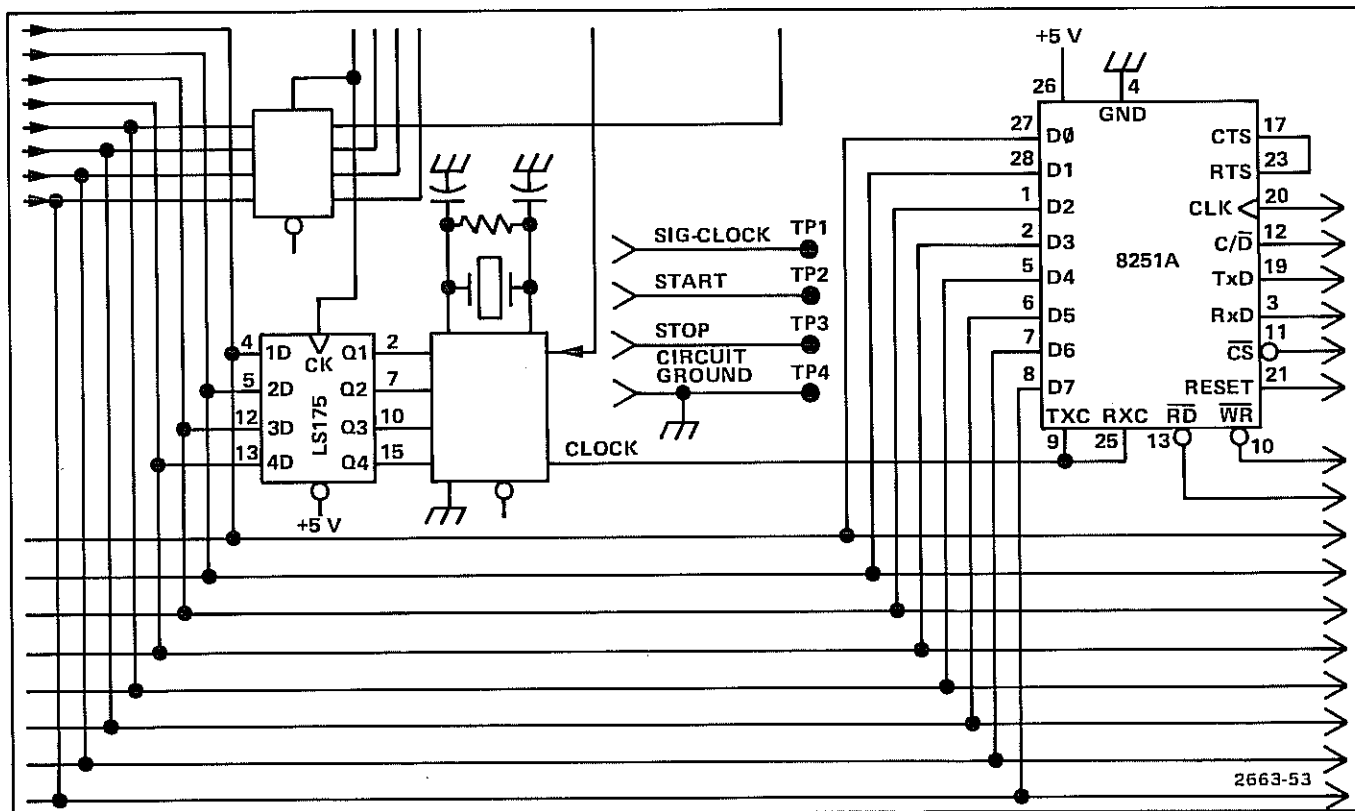 +5 V
26
4
GND
27 D0̸ CTS 17
28 D1 RTS 23
1 D2 CLK 20
2 D3 C/D̅ 12
5 D4 8251A TxD 19
6 D5 RxD 3
7 D6 C̅S̅ 11
8 D7 RESET 21
TXC RXC R̅D̅ W̅R̅
9 25 13 10
SIG-CLOCK TP1
START TP2
STOP TP3
CIRCUIT
GROUND TP4
4 1D CK Q1 2
5 2D Q2 7
12 3D LS175 Q3 10
13 4D Q4 15
+5 V
CLOCK
2663-53